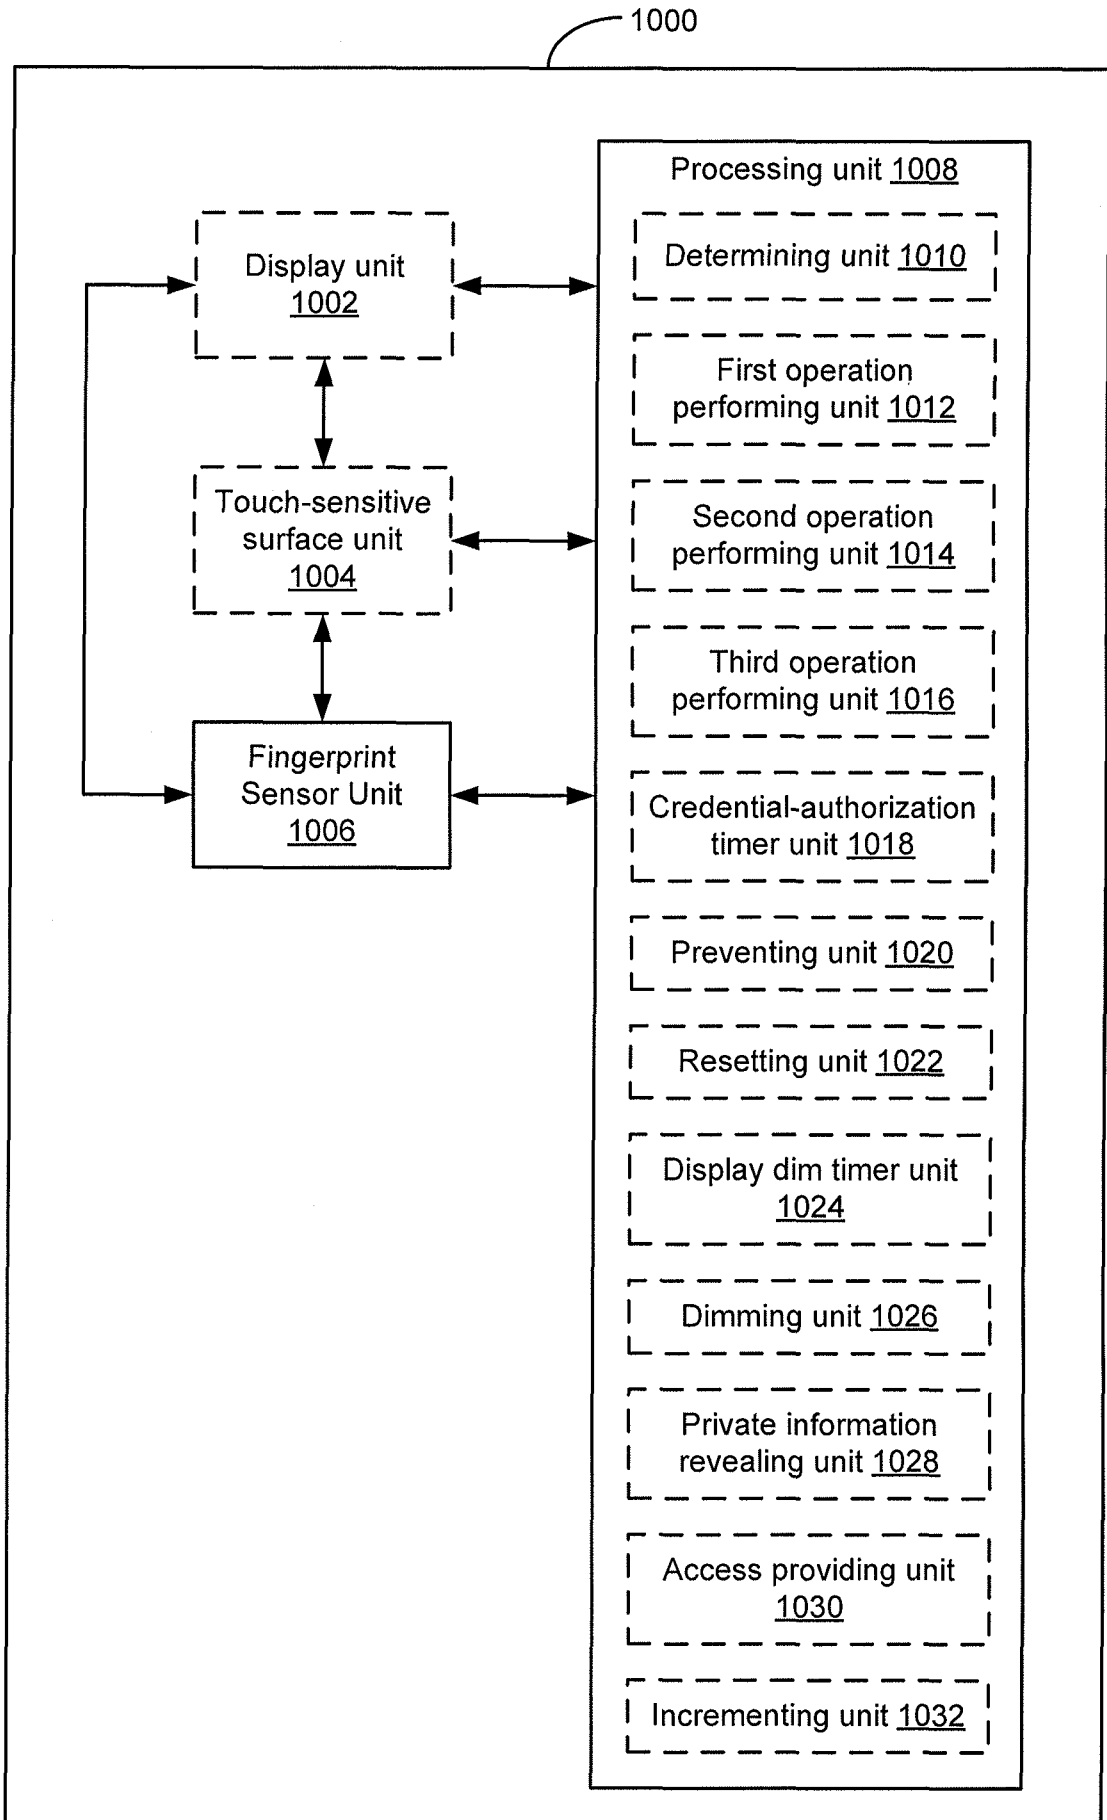 1000
Processing unit 1008
Display unit
1002
Touch-sensitive
surface unit
1004
Fingerprint
Sensor Unit
1006
Determining unit 1010
First operation
performing unit 1012
Second operation
performing unit 1014
Third operation
performing unit 1016
Credential-authorization
timer unit 1018
Preventing unit 1020
Resetting unit 1022
Display dim timer unit
1024
Dimming unit 1026
Private information
revealing unit 1028
Access providing unit
1030
Incrementing unit 1032